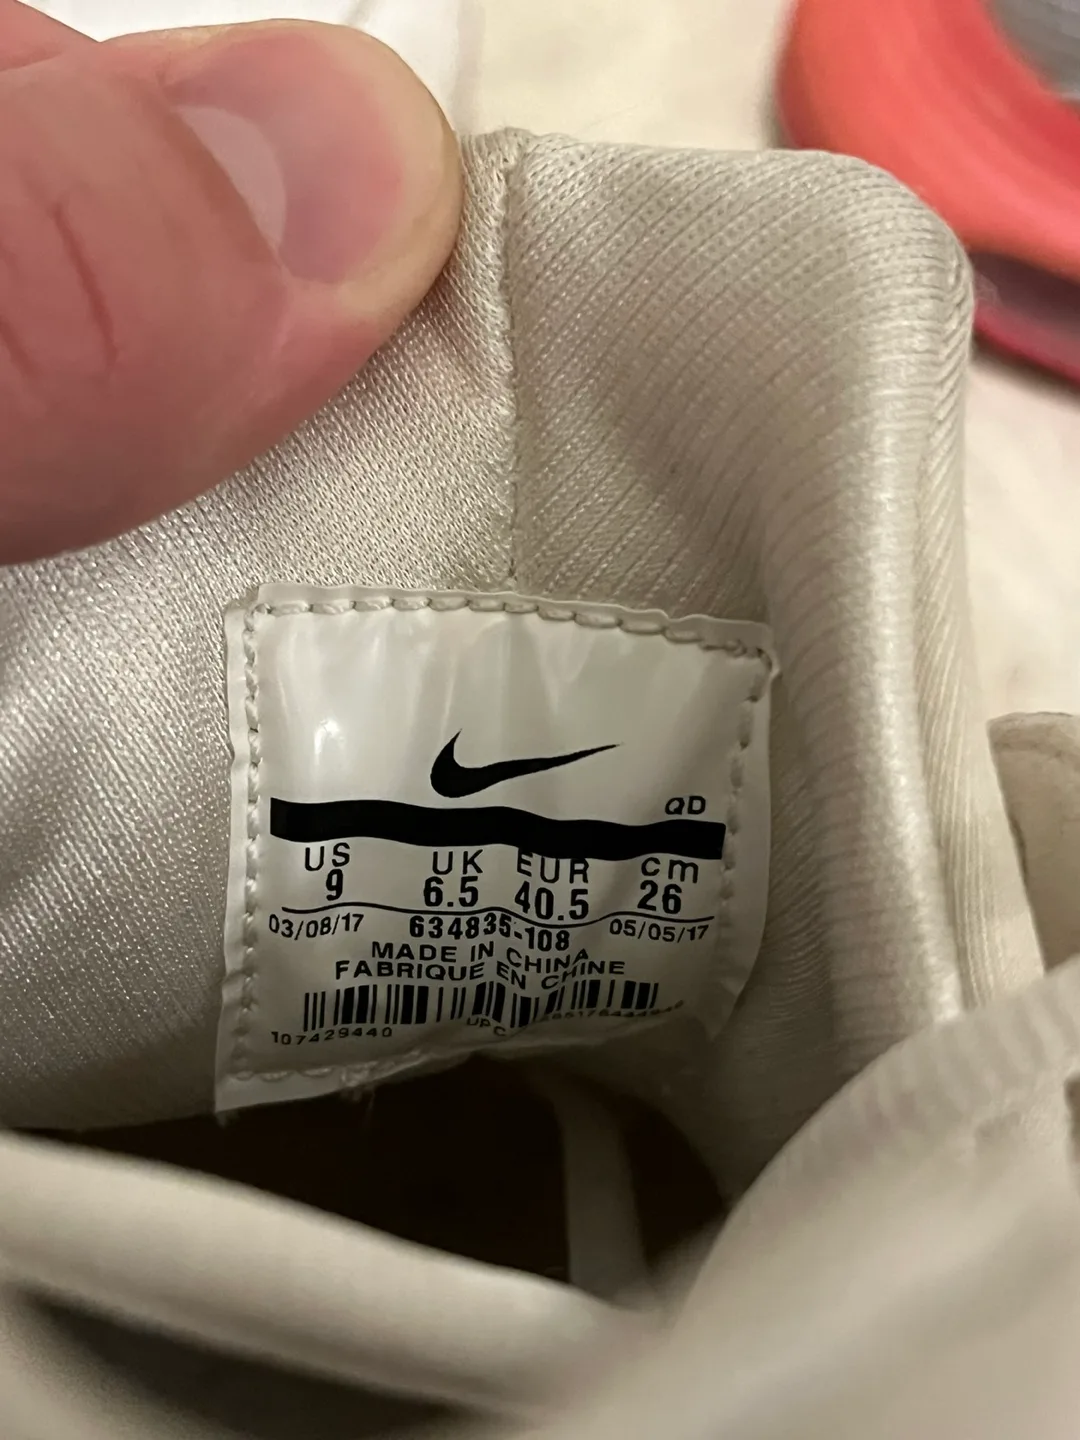 QD
US UK EUR cm
9 6.5 40.5 26
03/08/17 634835-108 05/05/17
MADE IN CHINA
FABRIQUE EN CHINE
107429440 UPC